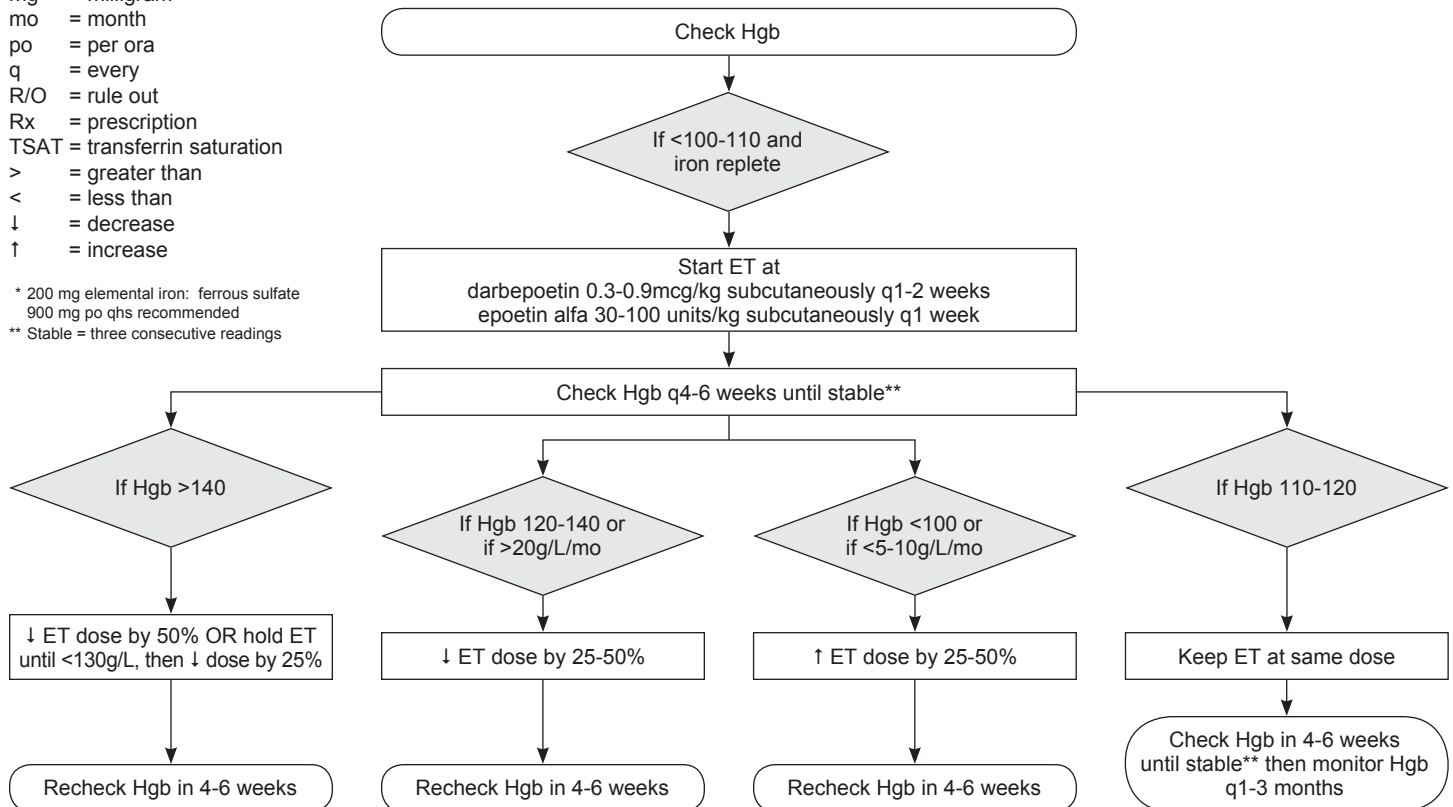 mo = month
po = per ora
q = every
R/O = rule out
Rx = prescription
TSAT = transferrin saturation
> = greater than
< = less than
↓ = decrease
↑ = increase
* 200 mg elemental iron: ferrous sulfate
900 mg po qhs recommended
** Stable = three consecutive readings
Check Hgb
If <100-110 and
iron replete
Start ET at
darbepoetin 0.3-0.9mcg/kg subcutaneously q1-2 weeks
epoetin alfa 30-100 units/kg subcutaneously q1 week
Check Hgb q4-6 weeks until stable**
If Hgb >140
↓ ET dose by 50% OR hold ET
until <130g/L, then ↓ dose by 25%
Recheck Hgb in 4-6 weeks
If Hgb 120-140 or
if >20g/L/mo
↓ ET dose by 25-50%
Recheck Hgb in 4-6 weeks
If Hgb <100 or
if <5-10g/L/mo
↑ ET dose by 25-50%
Recheck Hgb in 4-6 weeks
If Hgb 110-120
Keep ET at same dose
Check Hgb in 4-6 weeks
until stable** then monitor Hgb
q1-3 months